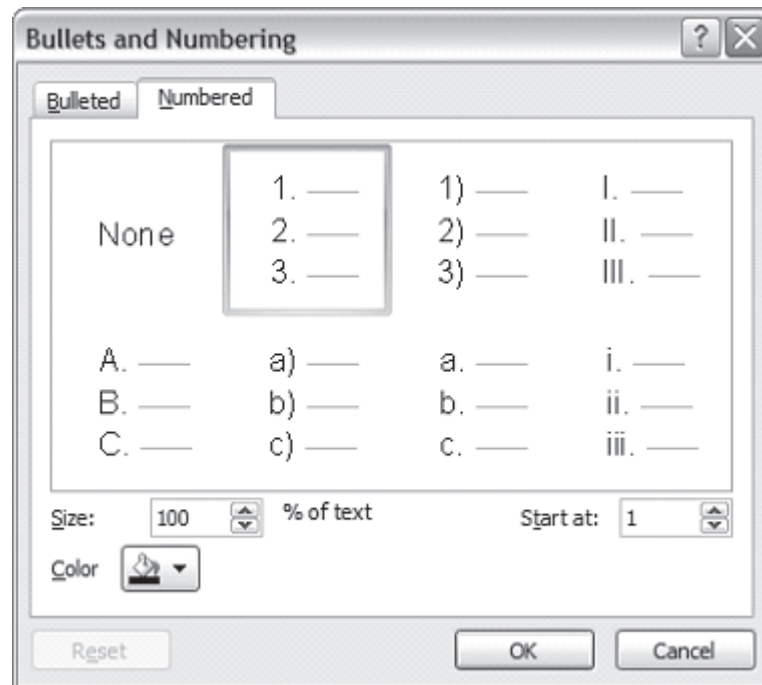 Bullets and Numbering
Bulleted Numbered
None
1.
2.
3.
1)
2)
3)
I.
II.
III.
A.
B.
C.
a)
b)
c)
a.
b.
c.
i.
ii.
iii.
Size: 100 % of text Start at: 1
Color
Reset OK Cancel